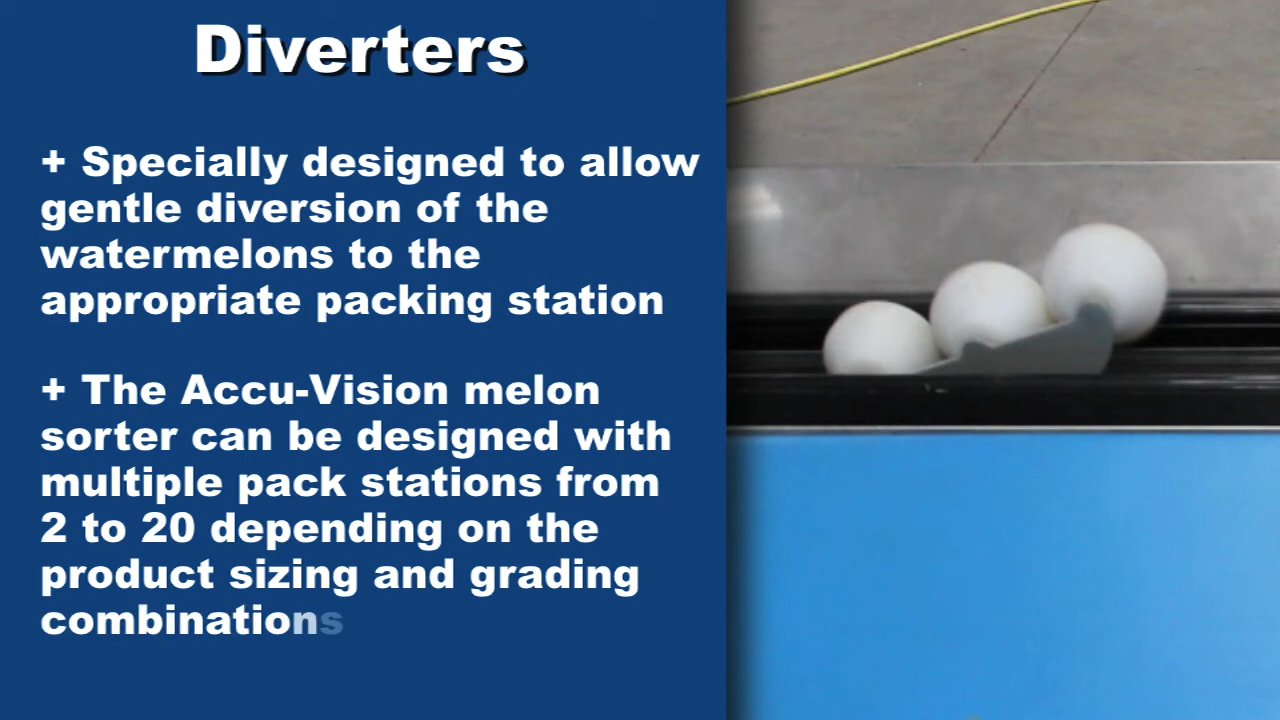 Diverters
+ Specially designed to allow
gentle diversion of the
watermelons to the
appropriate packing station
+ The Accu-Vision melon
sorter can be designed with
multiple pack stations from
2 to 20 depending on the
product sizing and grading
combinations